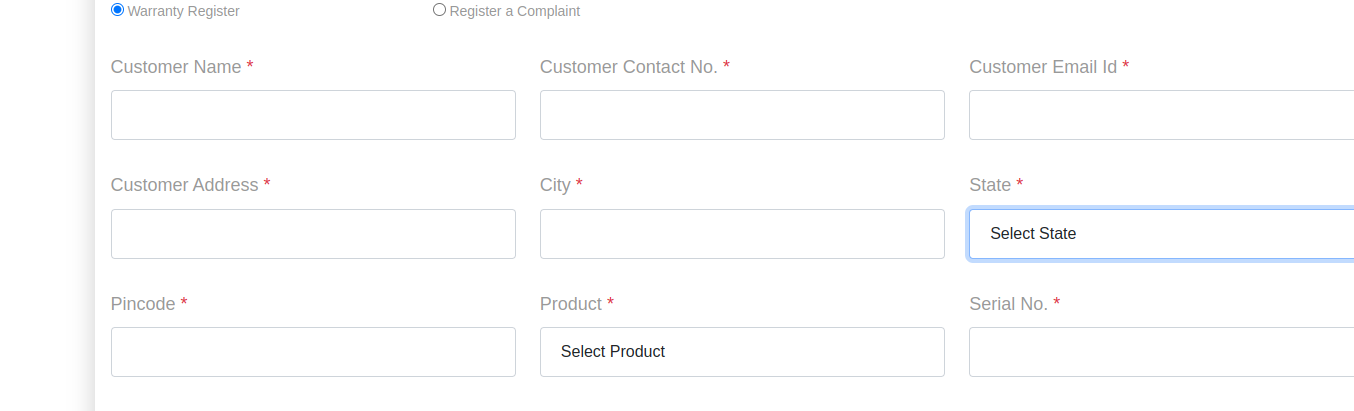 Warranty Register Register a Complaint
Customer Name * Customer Contact No. * Customer Email Id *
Customer Address * City * State *
Select State
Pincode * Product * Serial No. *
Select Product